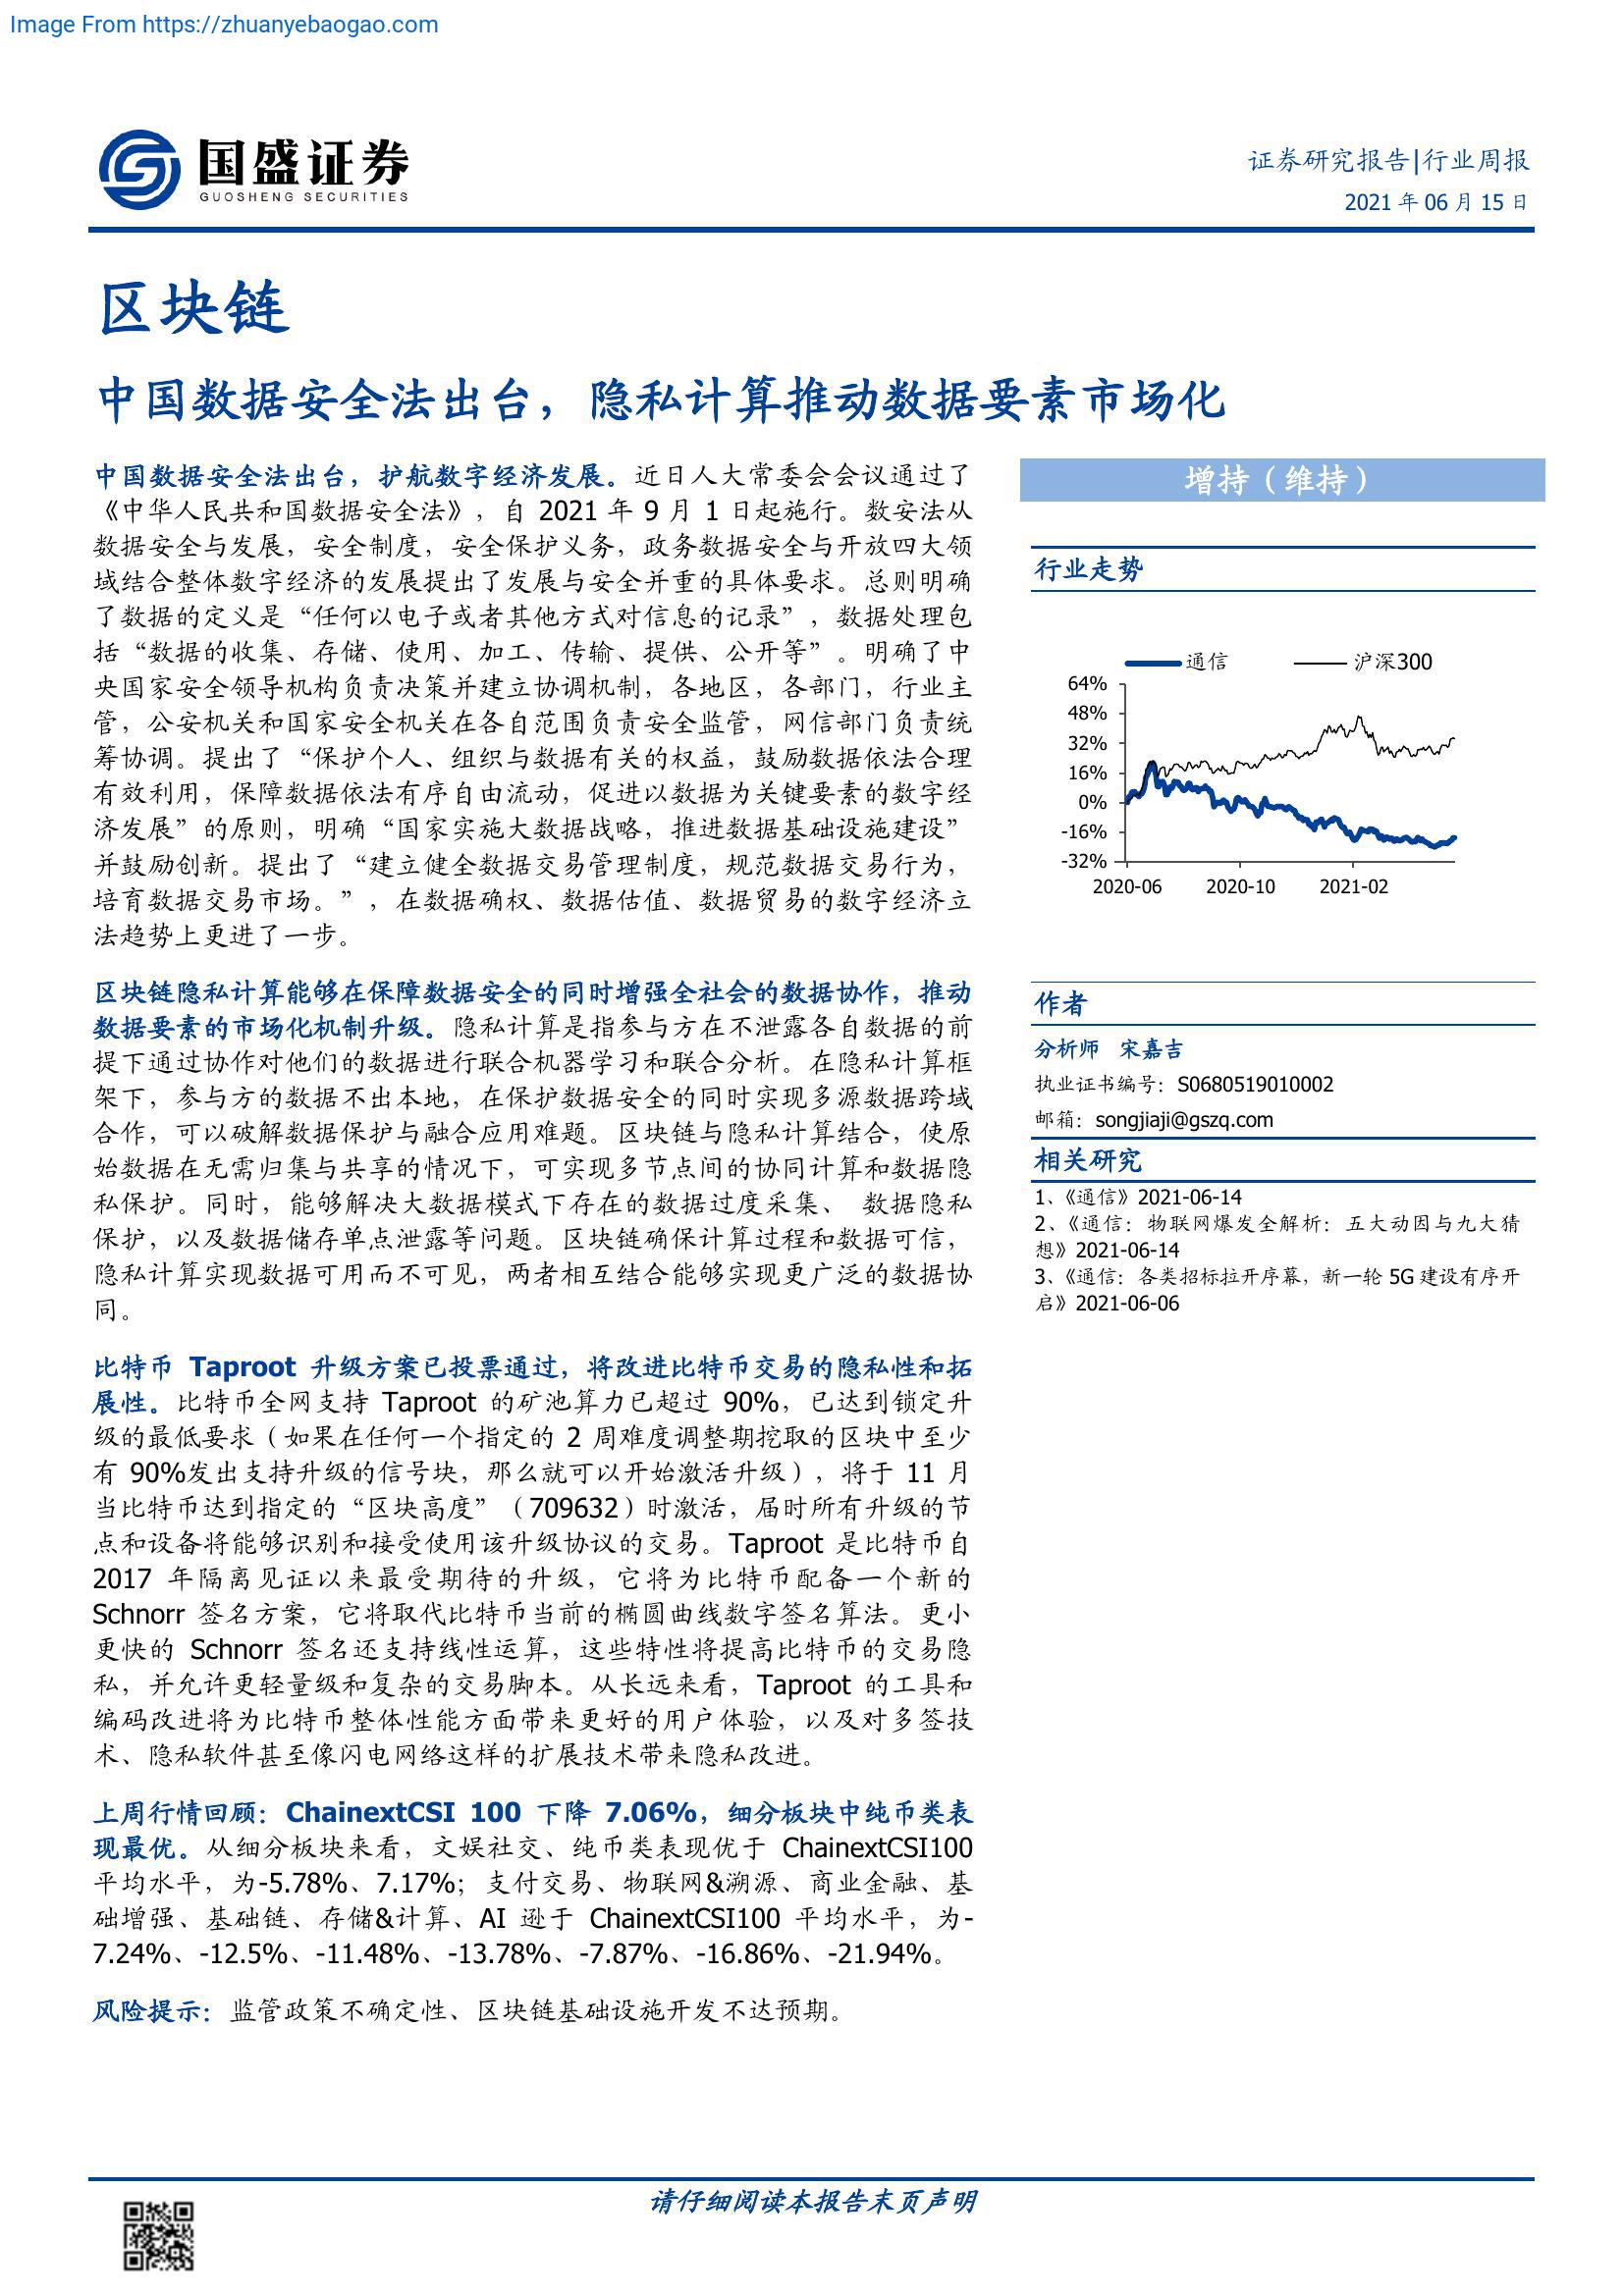 Image From https://zhuanyebaogao.com
国盛证券
GUOSHENG SECURITIES
证券研究报告|行业周报
2021 年 06 月 15 日
区块链
中国数据安全法出台，隐私计算推动数据要素市场化
中国数据安全法出台，护航数字经济发展。近日人大常委会会议通过了
《中华人民共和国数据安全法》，自 2021 年 9 月 1 日起施行。数安法从
数据安全与发展，安全制度，安全保护义务，政务数据安全与开放四大领
域结合整体数字经济的发展提出了发展与安全并重的具体要求。总则明确
了数据的定义是“任何以电子或者其他方式对信息的记录”，数据处理包
括“数据的收集、存储、使用、加工、传输、提供、公开等”。明确了中
央国家安全领导机构负责决策并建立协调机制，各地区，各部门，行业主
管，公安机关和国家安全机关在各自范围负责安全监管，网信部门负责统
筹协调。提出了“保护个人、组织与数据有关的权益，鼓励数据依法合理
有效利用，保障数据依法有序自由流动，促进以数据为关键要素的数字经
济发展”的原则，明确“国家实施大数据战略，推进数据基础设施建设”
并鼓励创新。提出了“建立健全数据交易管理制度，规范数据交易行为，
培育数据交易市场。”，在数据确权、数据估值、数据贸易的数字经济立
法趋势上更进了一步。
区块链隐私计算能够在保障数据安全的同时增强全社会的数据协作，推动
数据要素的市场化机制升级。隐私计算是指参与方在不泄露各自数据的前
提下通过协作对他们的数据进行联合机器学习和联合分析。在隐私计算框
架下，参与方的数据不出本地，在保护数据安全的同时实现多源数据跨域
合作，可以破解数据保护与融合应用难题。区块链与隐私计算结合，使原
始数据在无需归集与共享的情况下，可实现多节点间的协同计算和数据隐
私保护。同时，能够解决大数据模式下存在的数据过度采集、 数据隐私
保护，以及数据储存单点泄露等问题。区块链确保计算过程和数据可信，
隐私计算实现数据可用而不可见，两者相互结合能够实现更广泛的数据协
同。
比特币 Taproot 升级方案已投票通过，将改进比特币交易的隐私性和拓
展性。比特币全网支持 Taproot 的矿池算力已超过 90%，已达到锁定升
级的最低要求（如果在任何一个指定的 2 周难度调整期挖取的区块中至少
有 90%发出支持升级的信号块，那么就可以开始激活升级），将于 11 月
当比特币达到指定的“区块高度”（709632）时激活，届时所有升级的节
点和设备将能够识别和接受使用该升级协议的交易。Taproot 是比特币自
2017 年隔离见证以来最受期待的升级，它将为比特币配备一个新的
Schnorr 签名方案，它将取代比特币当前的椭圆曲线数字签名算法。更小
更快的 Schnorr 签名还支持线性运算，这些特性将提高比特币的交易隐
私，并允许更轻量级和复杂的交易脚本。从长远来看，Taproot 的工具和
编码改进将为比特币整体性能方面带来更好的用户体验，以及对多签技
术、隐私软件甚至像闪电网络这样的扩展技术带来隐私改进。
上周行情回顾：ChainextCSI 100 下降 7.06%，细分板块中纯币类表
现最优。从细分板块来看，文娱社交、纯币类表现优于 ChainextCSI100
平均水平，为-5.78%、7.17%；支付交易、物联网&溯源、商业金融、基
础增强、基础链、存储&计算、AI 逊于 ChainextCSI100 平均水平，为-
7.24%、-12.5%、-11.48%、-13.78%、-7.87%、-16.86%、-21.94%。
风险提示：监管政策不确定性、区块链基础设施开发不达预期。
增持（维持）
行业走势
通信 沪深300
64%
48%
32%
16%
0%
-16%
-32%
2020-06 2020-10 2021-02
作者
分析师 宋嘉吉
执业证书编号：S0680519010002
邮箱：songjiaji@gszq.com
相关研究
1、《通信》2021-06-14
2、《通信：物联网爆发全解析：五大动因与九大猜
想》2021-06-14
3、《通信：各类招标拉开序幕，新一轮 5G 建设有序开
启》2021-06-06
请仔细阅读本报告末页声明